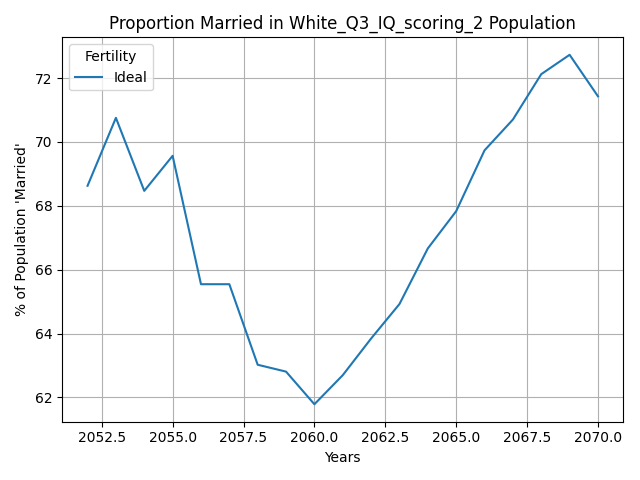 Proportion Married in White_Q3_IQ_scoring_2 Population
Fertility
Ideal
% of Population 'Married'
72
70
68
66
64
62
2052.5 2055.0 2057.5 2060.0 2062.5 2065.0 2067.5 2070.0
Years